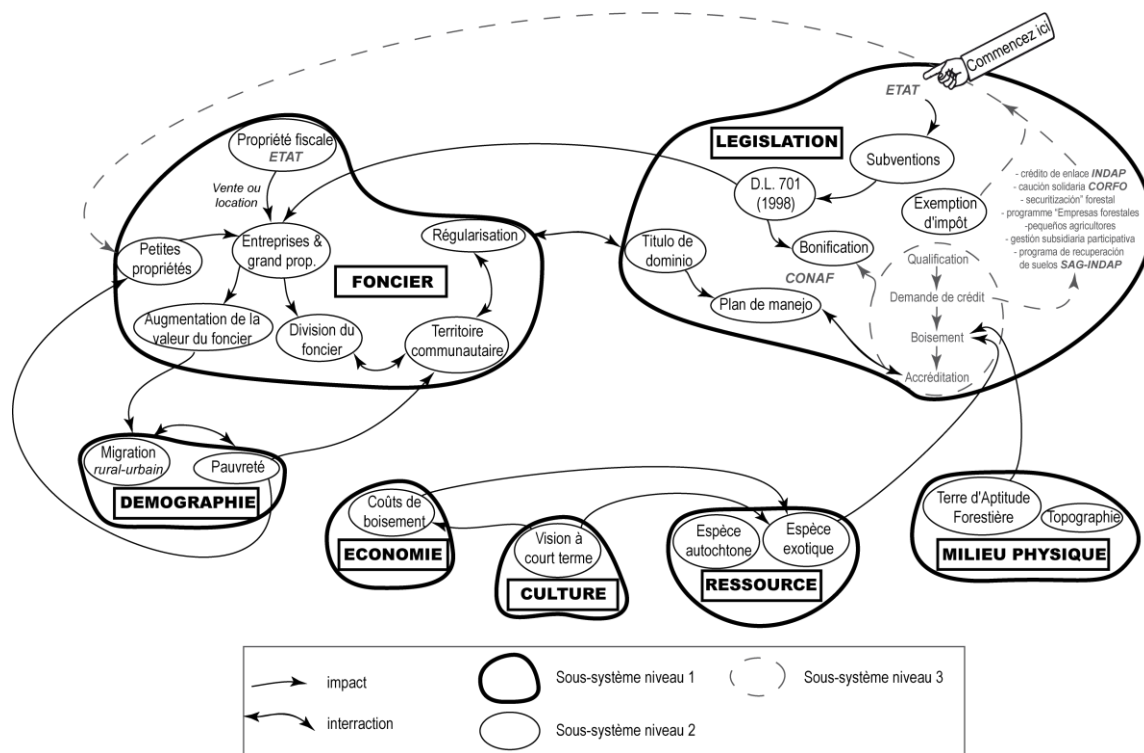 Commencez ici
ETAT
LEGISLATION
Subventions
D.L. 701
(1998)
Exemption
d'impôt
Bonification
CONAF
Titulo de
dominio
Plan de manejo
Qualification
Demande de crédit
Boisement
Accréditation
- crédito de enlace INDAP
- caución solidaria CORFO
- securitización" forestal
- programme "Empresas forestales
-pequeños agricultores
- gestión subsidiaria participativa
- programa de recuperación
de suelos SAG-INDAP
Propriété fiscale
ETAT
Vente ou
location
Petites
propriétés
Entreprises &
grand prop.
Régularisation
FONCIER
Augmentation de la
valeur du foncier
Division du
foncier
Territoire
communautaire
Migration
rural-urbain
Pauvreté
DEMOGRAPHIE
Coûts de
boisement
ECONOMIE
Vision à
court terme
CULTURE
Espèce
autochtone
Espèce
exotique
RESSOURCE
Terre d'Aptitude
Forestière
Topographie
MILIEU PHYSIQUE
impact
interraction
Sous-système niveau 1
Sous-système niveau 2
Sous-système niveau 3